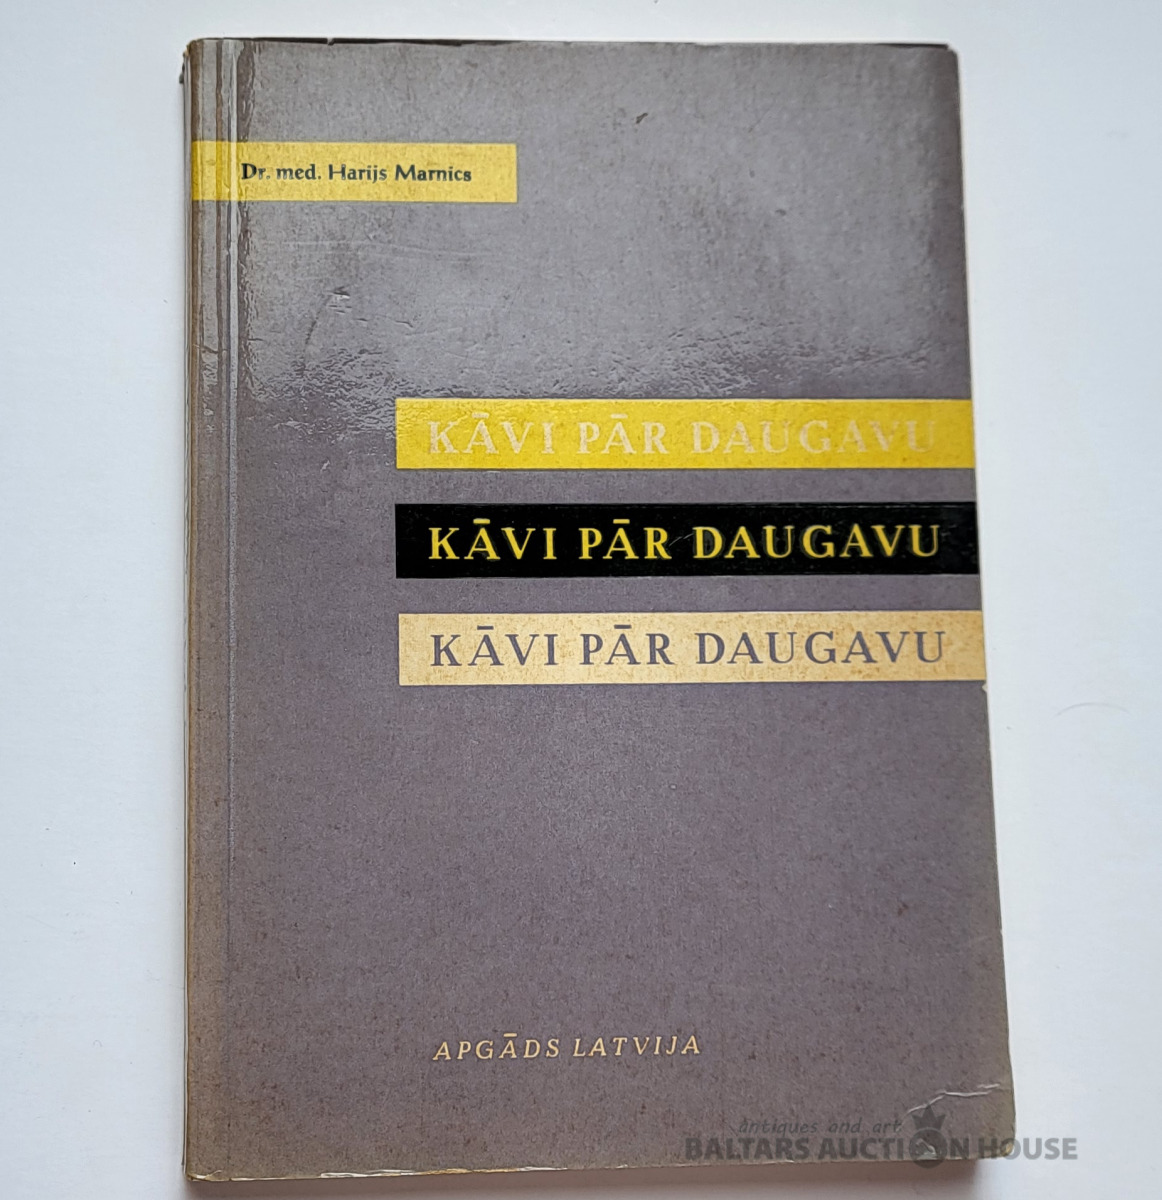 Dr. med. Harijs Marnics
KĀVI PĀR DAUGAVU
KĀVI PĀR DAUGAVU
KĀVI PĀR DAUGAVU
APGĀDS LATVIJA
antiques and art
BALTARS AUCTION HOUSE